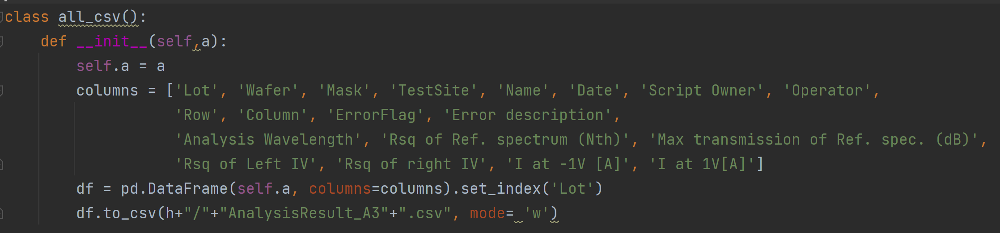 class all_csv():
    def __init__(self,a):
        self.a = a
        columns = ['Lot', 'Wafer', 'Mask', 'TestSite', 'Name', 'Date', 'Script Owner', 'Operator',
                   'Row', 'Column', 'ErrorFlag', 'Error description',
                   'Analysis Wavelength', 'Rsq of Ref. spectrum (Nth)', 'Max transmission of Ref. spec. (dB)',
                   'Rsq of Left IV', 'Rsq of right IV', 'I at -1V [A]', 'I at 1V[A]']
        df = pd.DataFrame(self.a, columns=columns).set_index('Lot')
        df.to_csv(h+"/"+"AnalysisResult_A3"+".csv", mode= 'w')